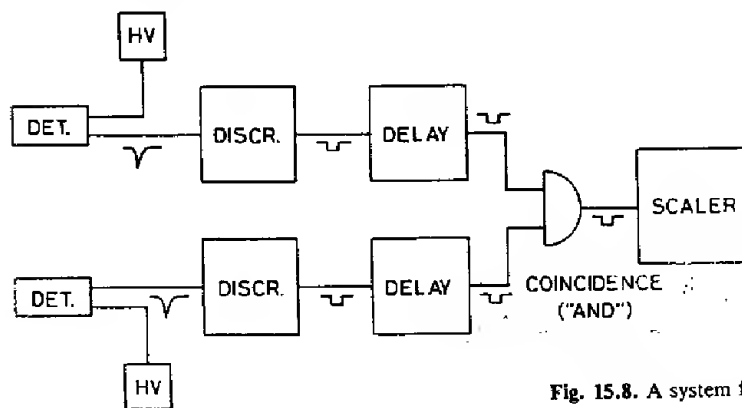 HV
DET.
DISCR.
DELAY
SCALER
DET.
DISCR.
DELAY
COINCIDENCE
("AND")
HV
Fig. 15.8. A system f